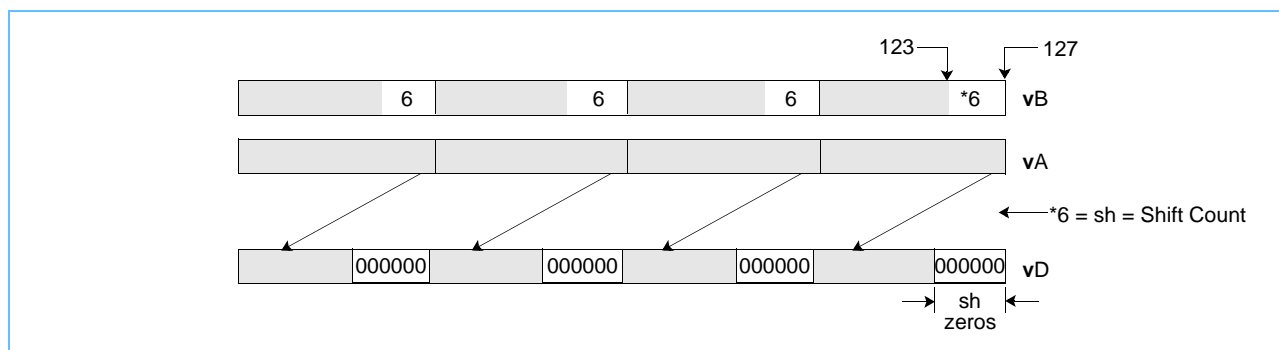 123 127
6 6 6 *6 vB
vA
*6 = sh = Shift Count
000000 000000 000000 000000 vD
sh
zeros